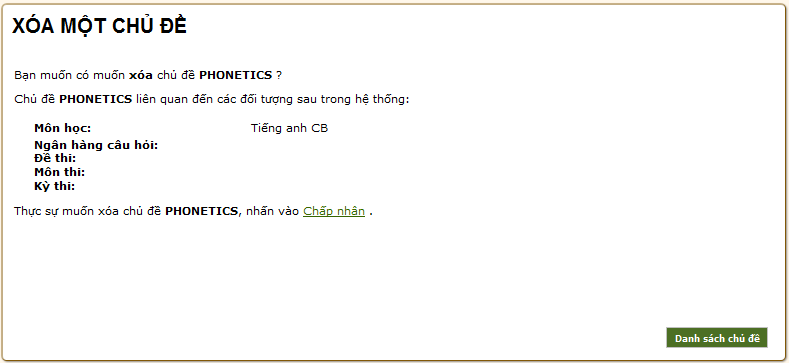 XÓA MỘT CHỦ ĐỀ
Bạn muốn có muốn xóa chủ đề PHONETICS ?
Chủ đề PHONETICS liên quan đến các đối tượng sau trong hệ thống:
Môn học: Tiếng anh CB
Ngân hàng câu hỏi:
Đề thi:
Môn thi:
Kỳ thi:
Thực sự muốn xóa chủ đề PHONETICS, nhấn vào Chấp nhân .
Danh sách chủ đề